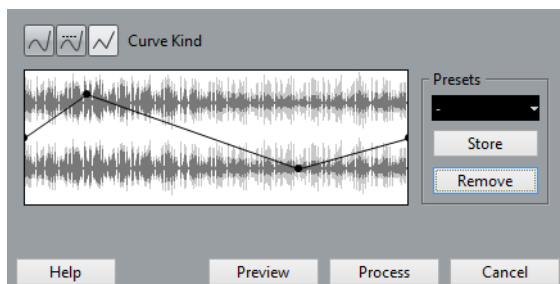 Curve Kind
Presets
-
Store
Remove
Help
Preview
Process
Cancel